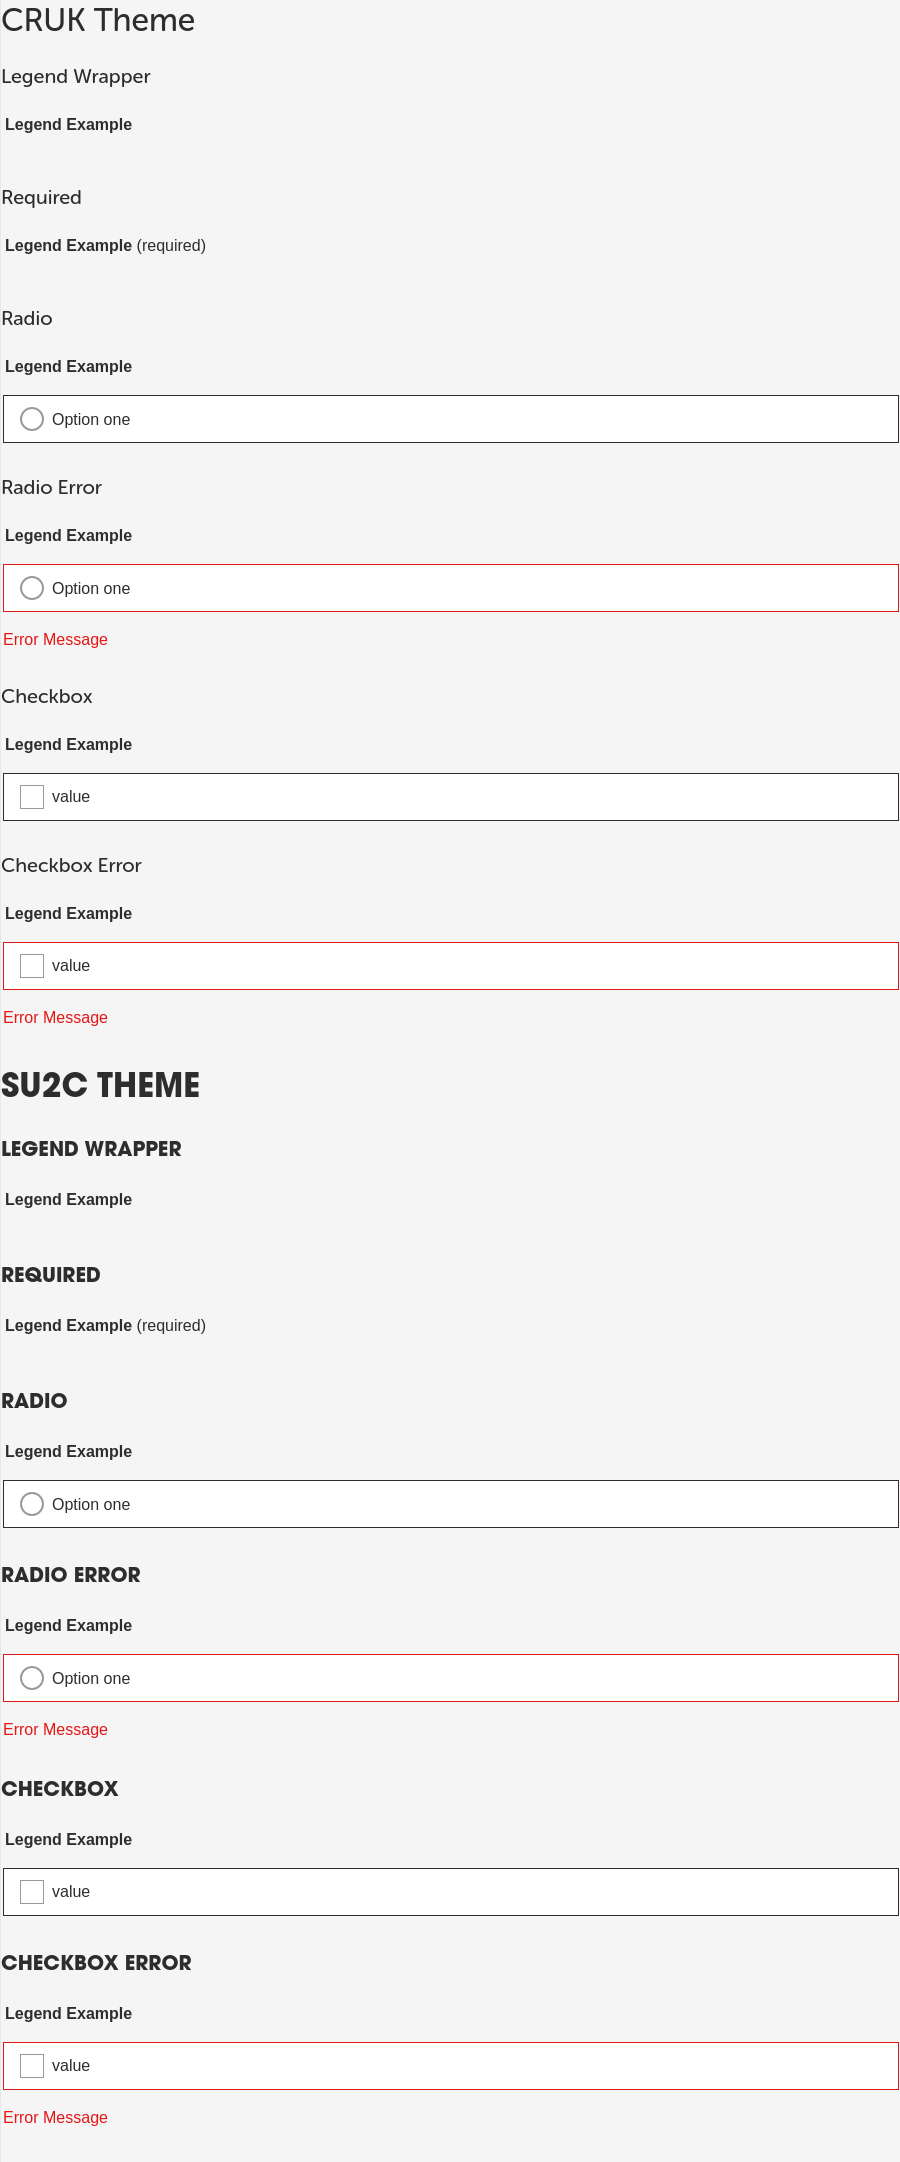 CRUK Theme
Legend Wrapper
Legend Example
Required
Legend Example (required)
Radio
Legend Example
Option one
Radio Error
Legend Example
Option one
Error Message
Checkbox
Legend Example
value
Checkbox Error
Legend Example
value
Error Message
SU2C THEME
LEGEND WRAPPER
Legend Example
REQUIRED
Legend Example (required)
RADIO
Legend Example
Option one
RADIO ERROR
Legend Example
Option one
Error Message
CHECKBOX
Legend Example
value
CHECKBOX ERROR
Legend Example
value
Error Message